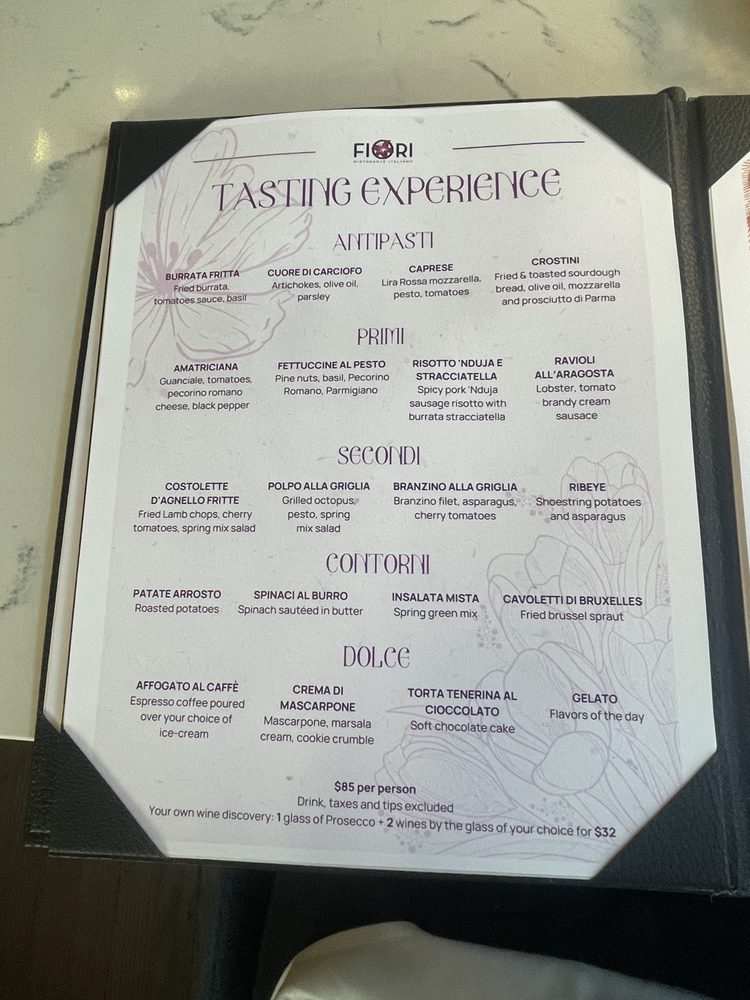 FIORI
RISTORANTE ITALIANO
TASTING EXPERIENCE
ANTIPASTI
BURRATA FRITTA
Fried burrata,
tomatoes sauce, basil
CUORE DI CARCIOFO
Artichokes, olive oil,
parsley
CAPRESE
Lira Rossa mozzarella,
pesto, tomatoes
CROSTINI
Fried & toasted sourdough
bread, olive oil, mozzarella
and prosciutto di Parma
PRIMI
AMATRICIANA
Guanciale, tomatoes,
pecorino romano
cheese, black pepper
FETTUCCINE AL PESTO
Pine nuts, basil, Pecorino
Romano, Parmigiano
RISOTTO 'NDUJA E
STRACCIATELLA
Spicy pork 'Nduja
sausage risotto with
burrata stracciatella
RAVIOLI
ALL'ARAGOSTA
Lobster, tomato
brandy cream
sausace
SECONDI
COSTOLETTE
D'AGNELLO FRITTE
Fried Lamb chops, cherry
tomatoes, spring mix salad
POLPO ALLA GRIGLIA
Grilled octopus,
pesto, spring
mix salad
BRANZINO ALLA GRIGLIA
Branzino filet, asparagus,
cherry tomatoes
RIBEYE
Shoestring potatoes
and asparagus
CONTORNI
PATATE ARROSTO
Roasted potatoes
SPINACI AL BURRO
Spinach sautéed in butter
INSALATA MISTA
Spring green mix
CAVOLETTI DI BRUXELLES
Fried brussel spraut
DOLCE
AFFOGATO AL CAFFÈ
Espresso coffee poured
over your choice of
ice-cream
CREMA DI
MASCARPONE
Mascarpone, marsala
cream, cookie crumble
TORTA TENERINA AL
CIOCCOLATO
Soft chocolate cake
GELATO
Flavors of the day
$85 per person
Drink, taxes and tips excluded
Your own wine discovery: 1 glass of Prosecco + 2 wines by the glass of your choice for $32